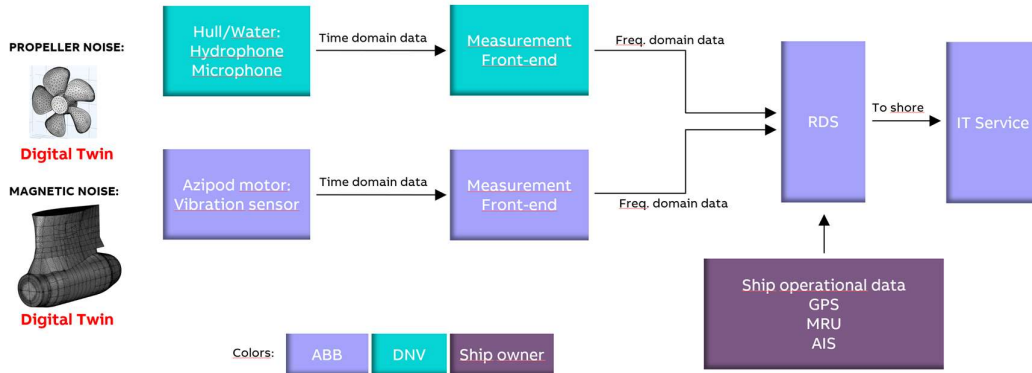 PROPELLER NOISE:
Digital Twin
MAGNETIC NOISE:
Digital Twin
Hull/Water:
Hydrophone
Microphone
Time domain data
Measurement
Front-end
Freq. domain data
Azipod motor:
Vibration sensor
Time domain data
Measurement
Front-end
Freq. domain data
RDS
To shore
IT Service
Ship operational data
GPS
MRU
AIS
Colors:
ABB
DNV
Ship owner